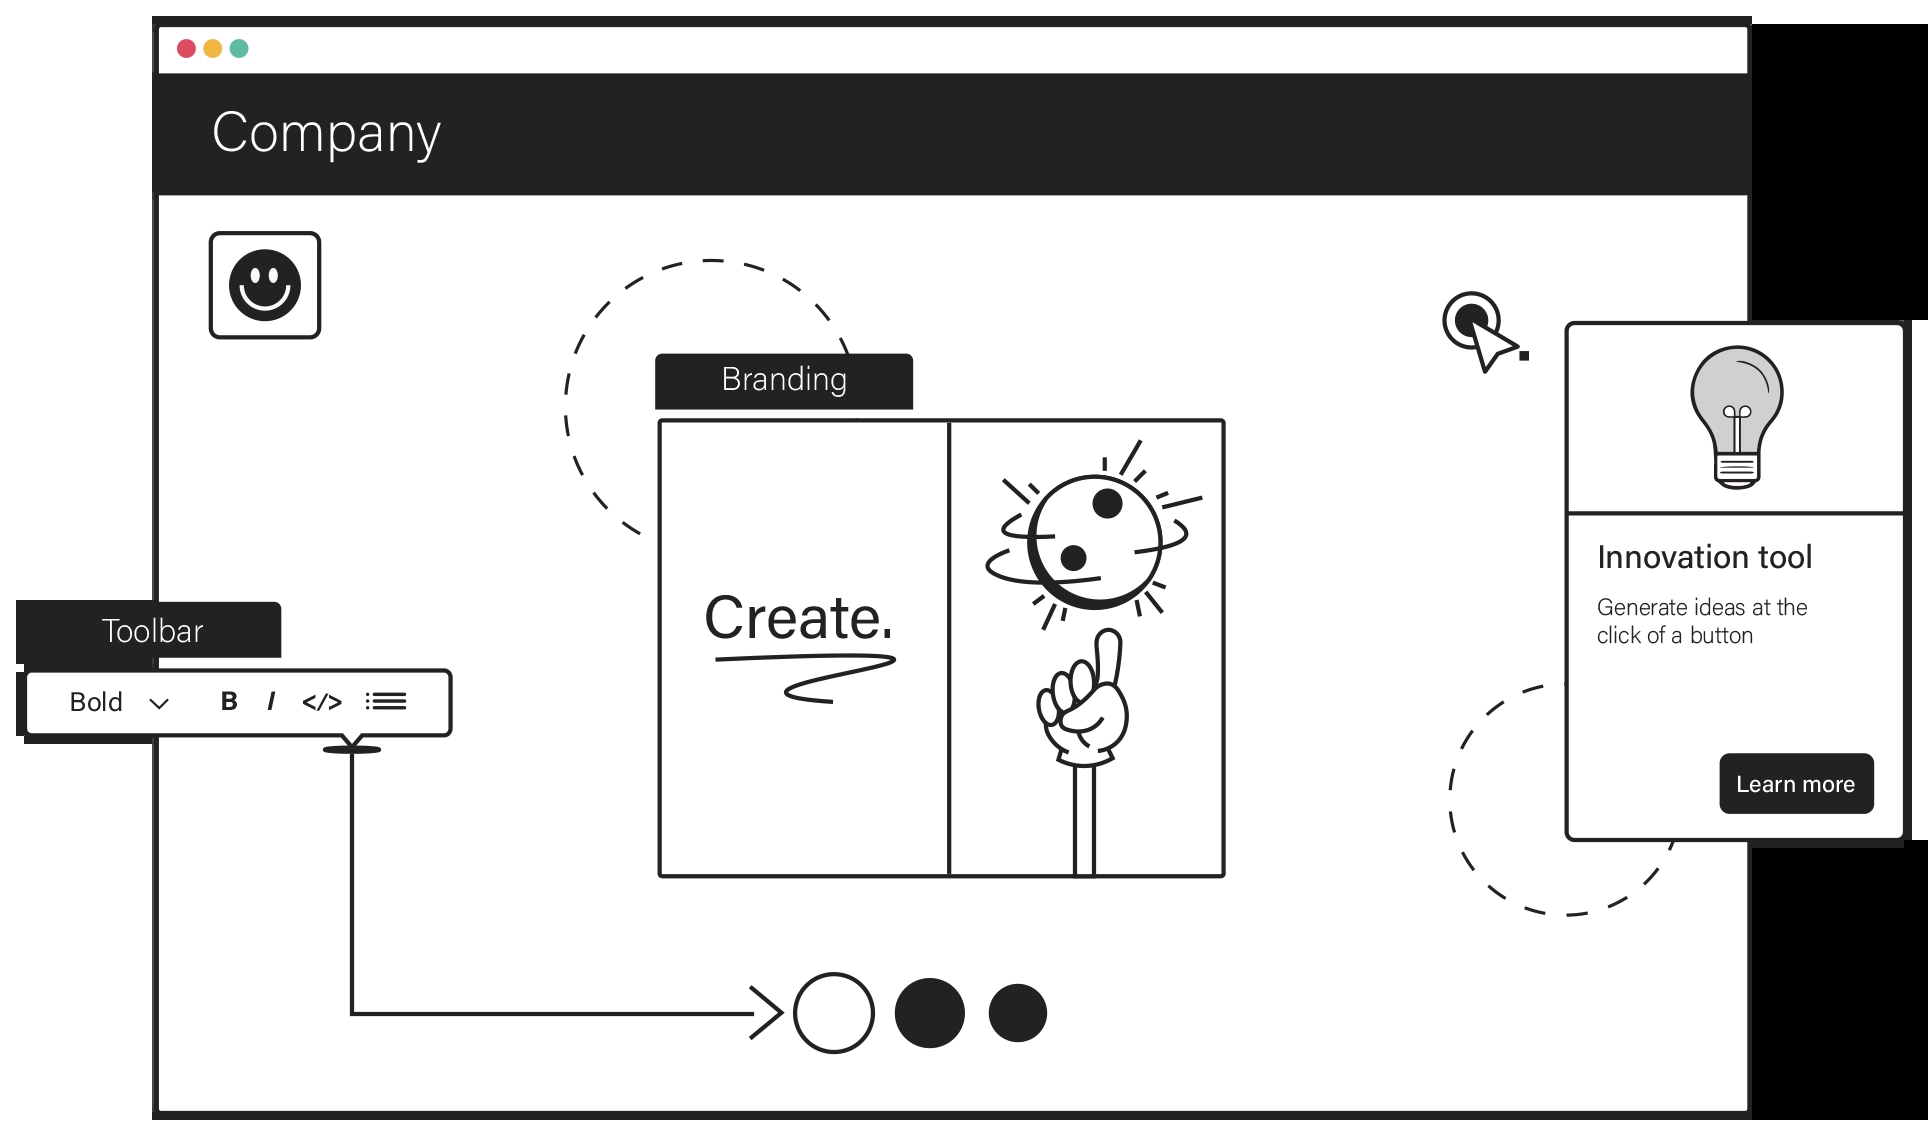 Company
Branding
Create.
Innovation tool
Generate ideas at the
click of a button
Learn more
Toolbar
Bold B I </>